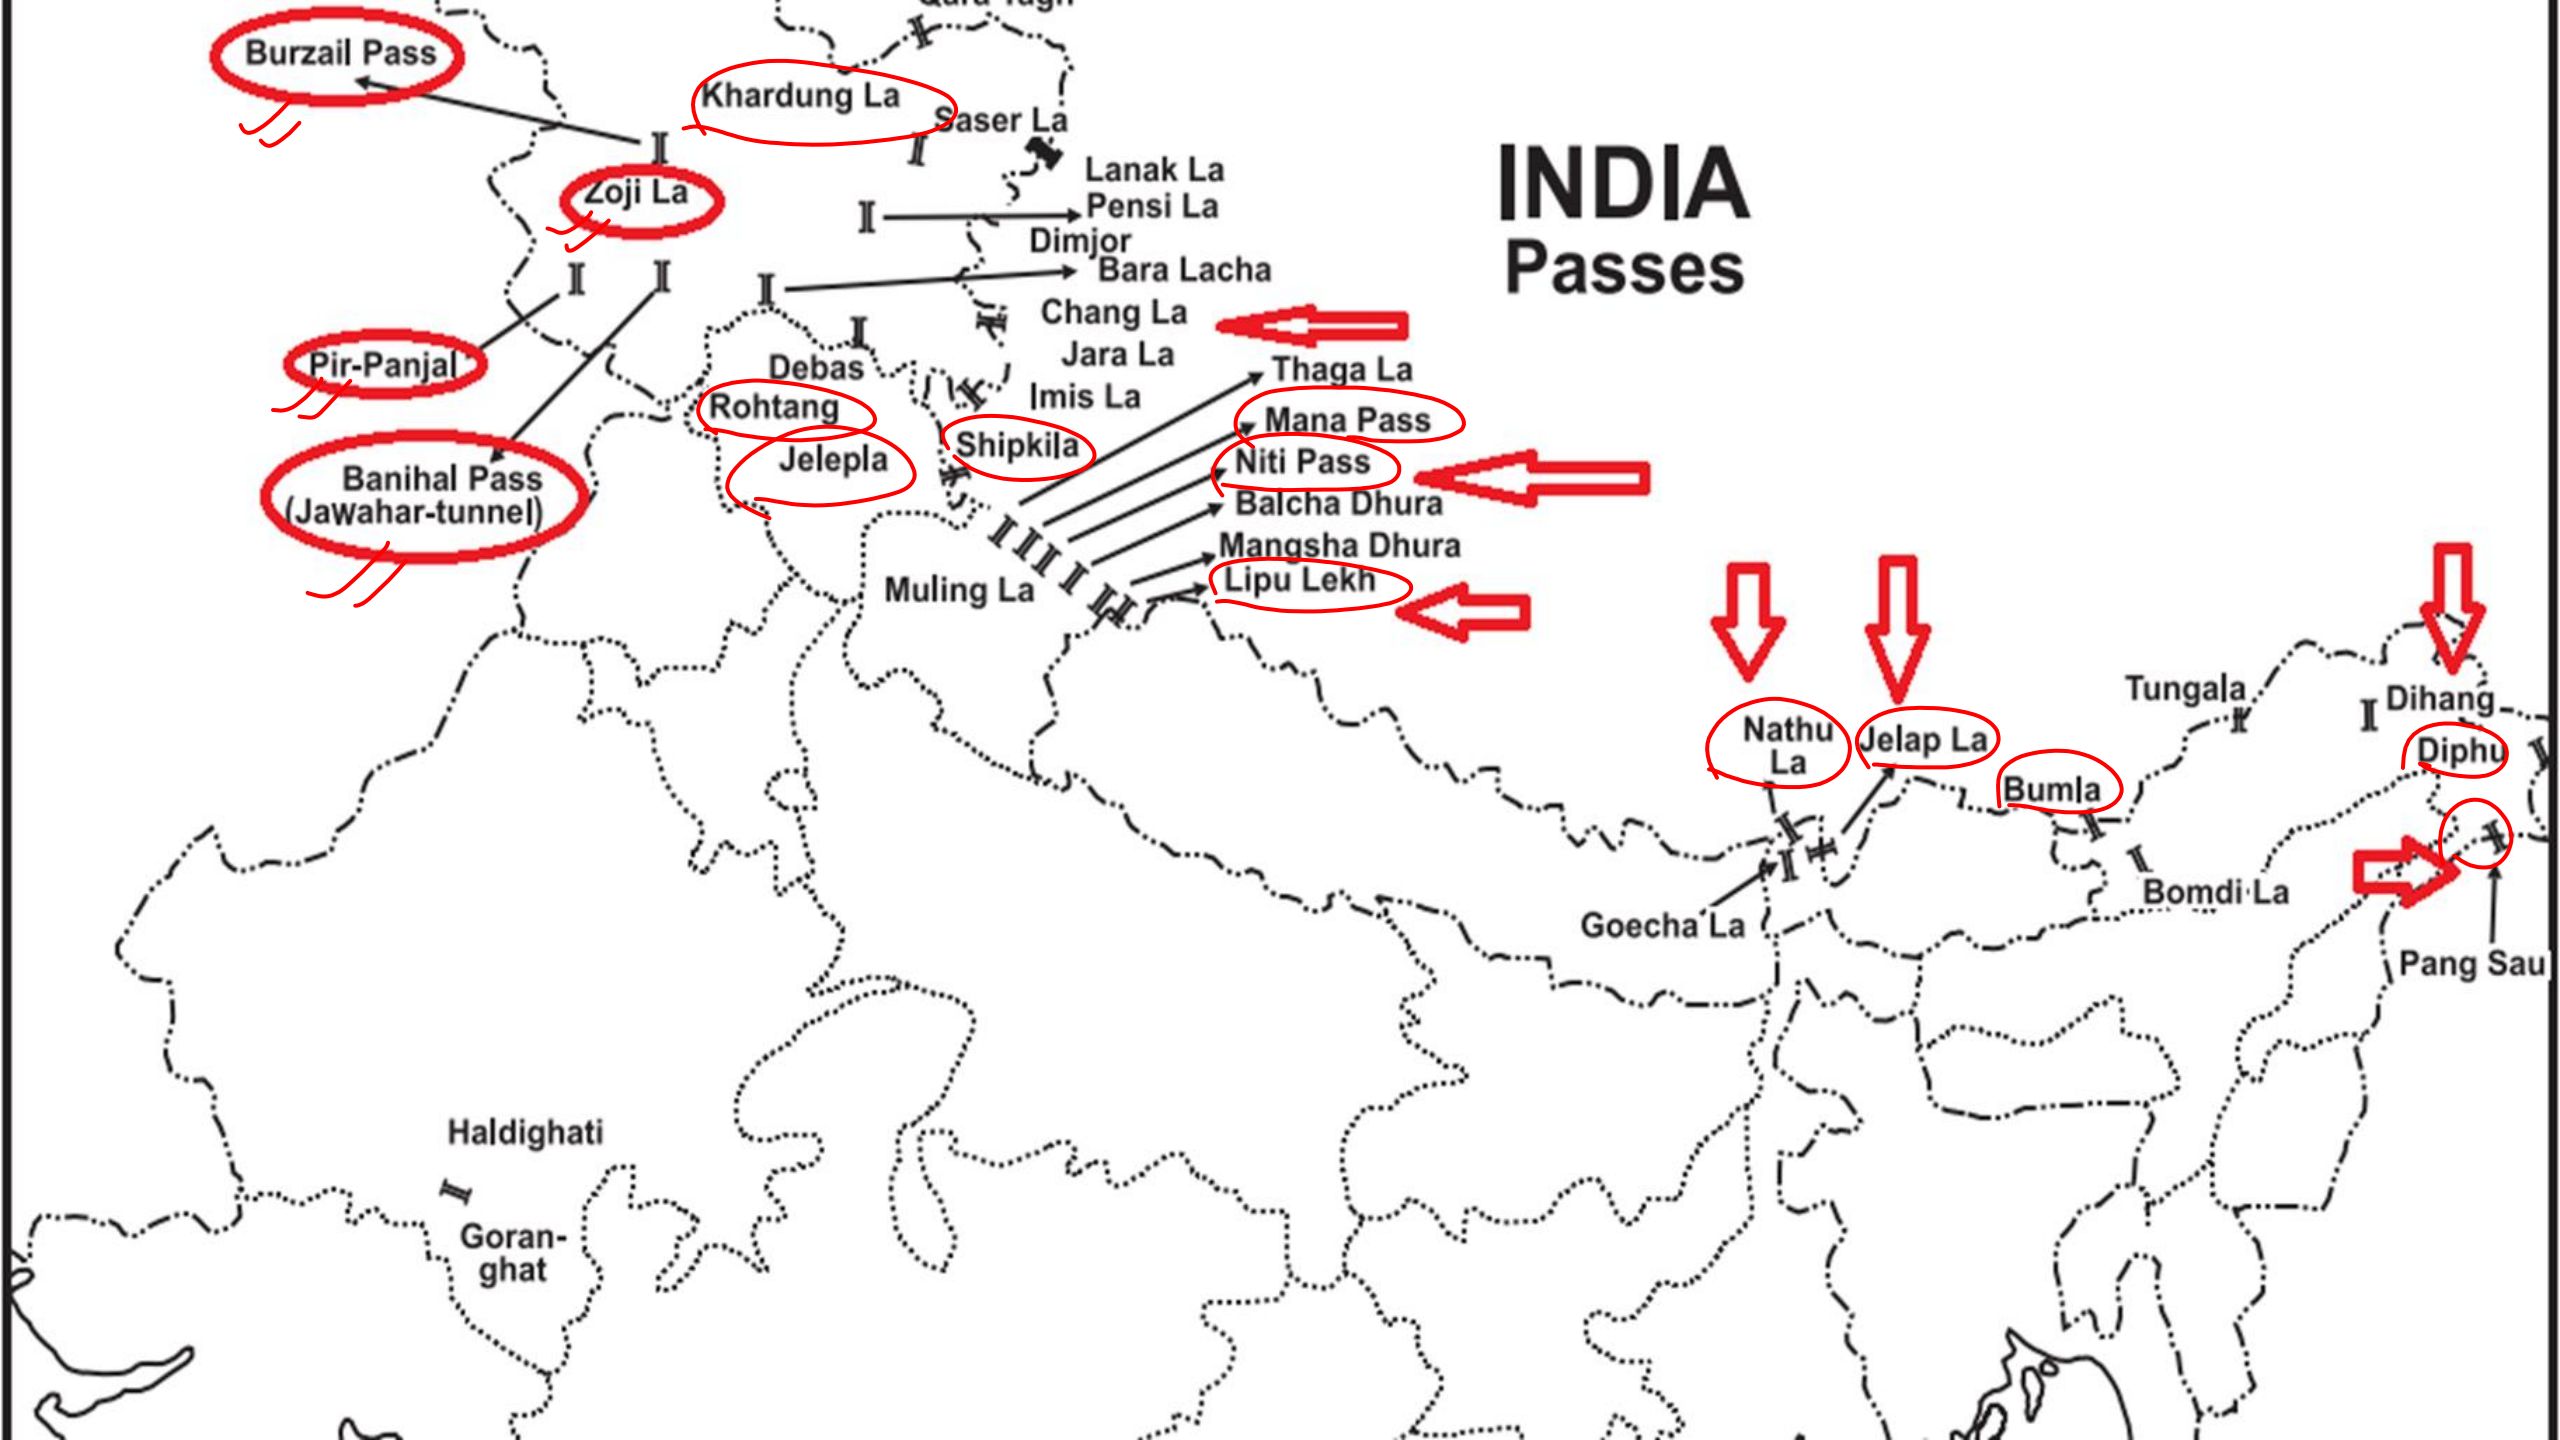 Burzail Pass
Khardung La
Saser La
Zoji La
Lanak La
Pensi La
Dimjor
Bara Lacha
Chang La
Jara La
Imis La
INDIA
Passes
Pir-Panjal
Banihal Pass
(Jawahar-tunnel)
Debas
Rohtang
Jelepla
Shipkila
Thaga La
Mana Pass
Niti Pass
Balcha Dhura
Mangsha Dhura
Lipu Lekh
Muling La
Nathu
La
Jelap La
Bumla
Tungala
Dihang
Diphu
Bomdi La
Goecha La
Pang Sau
Haldighati
Goran-
ghat